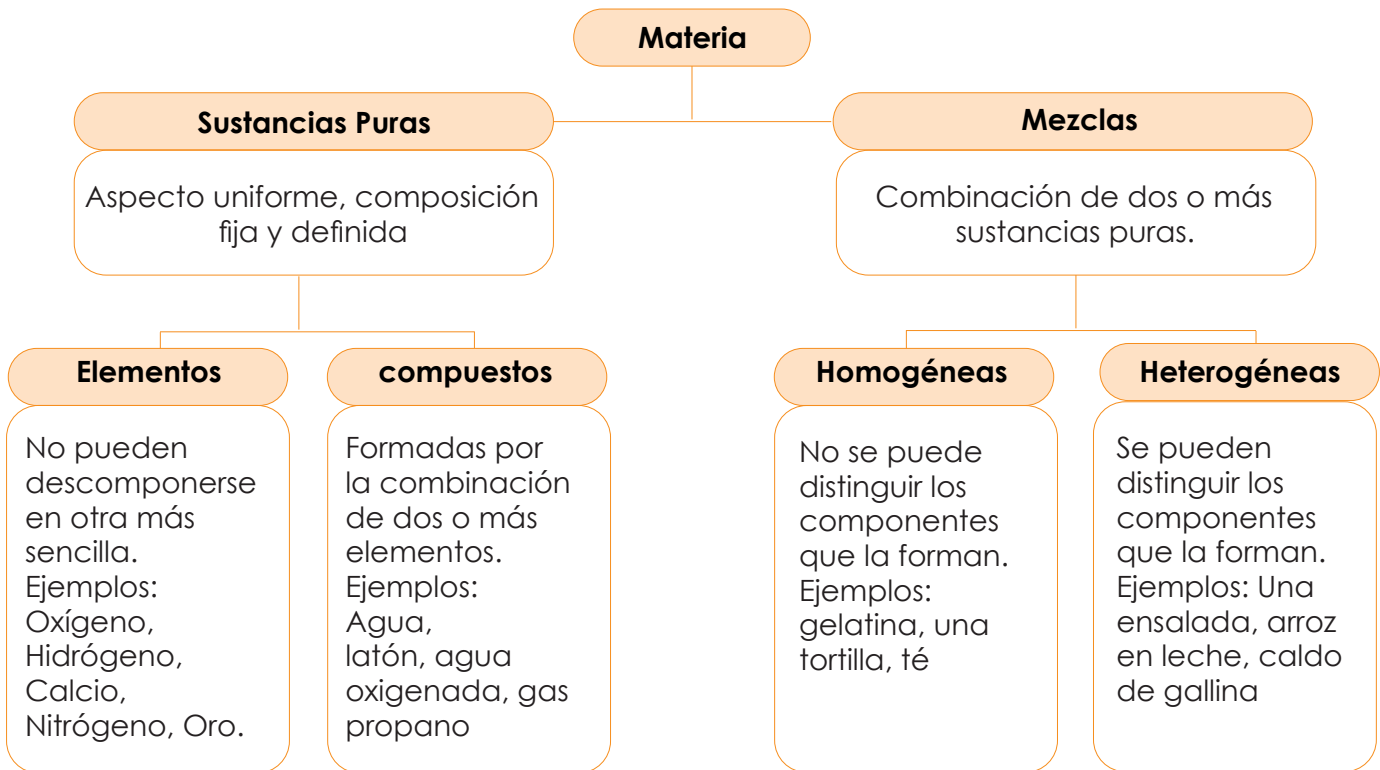 Materia
Sustancias Puras
Aspecto uniforme, composición
fija y definida
Mezclas
Combinación de dos o más
sustancias puras.
Elementos
No pueden
descomponerse
en otra más
sencilla.
Ejemplos:
Oxígeno,
Hidrógeno,
Calcio,
Nitrógeno, Oro.
compuestos
Formadas por
la combinación
de dos o más
elementos.
Ejemplos:
Agua,
latón, agua
oxigenada, gas
propano
Homogéneas
No se puede
distinguir los
componentes
que la forman.
Ejemplos:
gelatina, una
tortilla, té
Heterogéneas
Se pueden
distinguir los
componentes
que la forman.
Ejemplos: Una
ensalada, arroz
en leche, caldo
de gallina